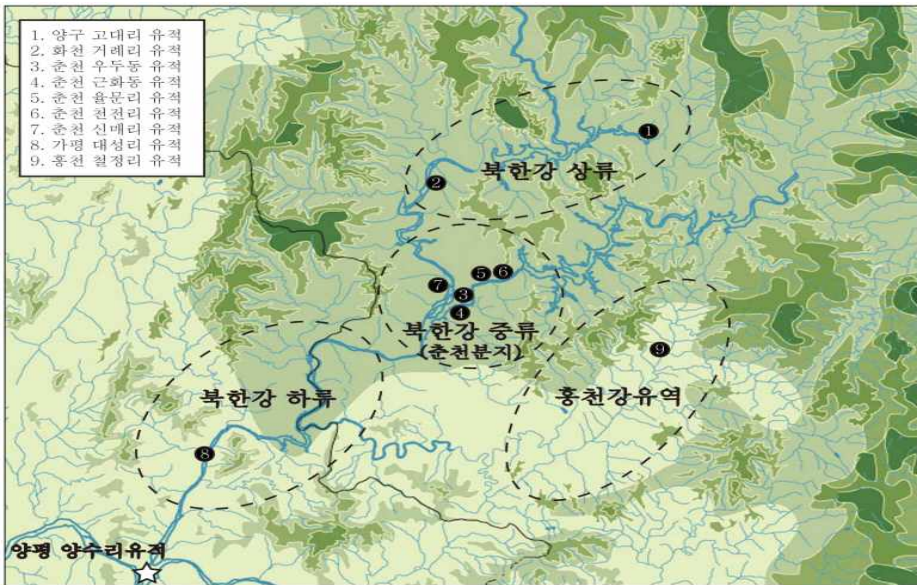 1. 양구 고대리 유적
2. 화천 거례리 유적
3. 춘천 우두동 유적
4. 춘천 근화동 유적
5. 춘천 율문리 유적
6. 춘천 천전리 유적
7. 춘천 신매리 유적
8. 가평 대성리 유적
9. 홍천 철정리 유적
1
북한강 상류
2
5 6
7
3
4
북한강 중류
(춘천분지)
9
북한강 하류
홍천강유역
8
양평 양수리유적